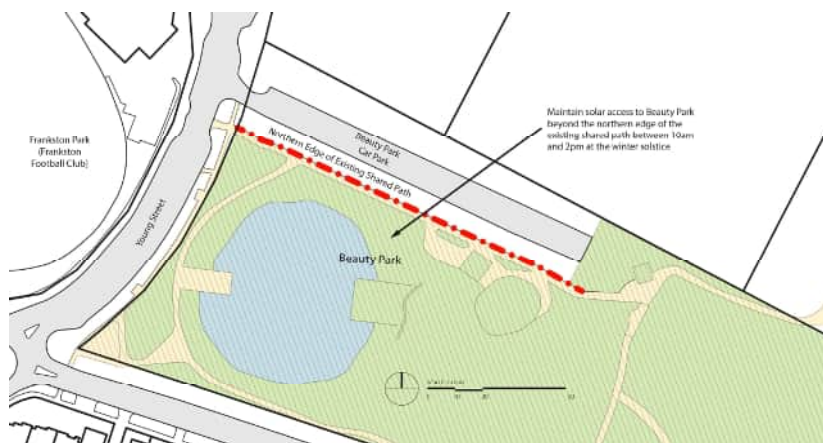 Frankston Park
(Frankston
Football Club)
Young Street
Beauty Park
Car Park
Northern Edge of Existing Shared Path
Maintain solar access to Beauty Park
beyond the northern edge of the
existing shared path between 10am
and 2pm at the winter solstice
Beauty Park